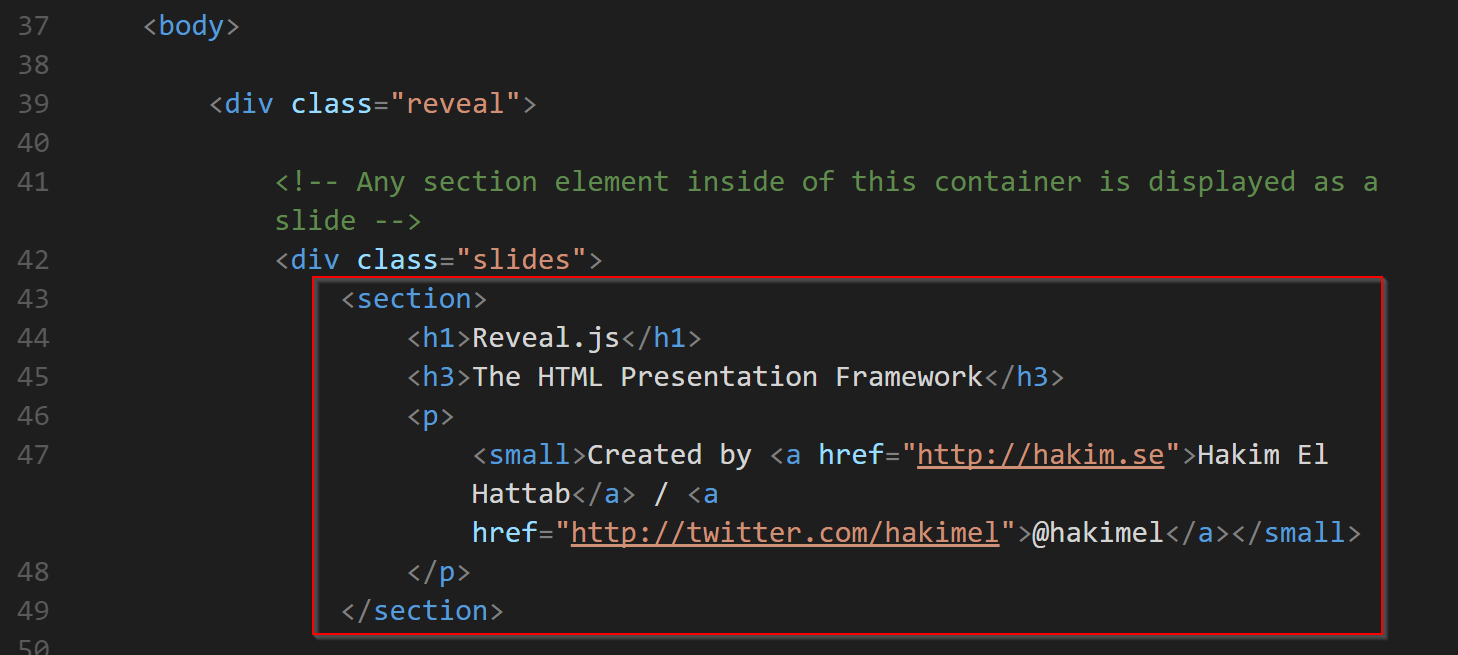 37 <body>
38
39 <div class="reveal">
40
41 <!-- Any section element inside of this container is displayed as a
slide -->
42 <div class="slides">
43 <section>
44 <h1>Reveal.js</h1>
45 <h3>The HTML Presentation Framework</h3>
46 <p>
47 <small>Created by <a href="http://hakim.se">Hakim El
Hattab</a> / <a
href="http://twitter.com/hakimel">@hakimel</a></small>
48 </p>
49 </section>
50